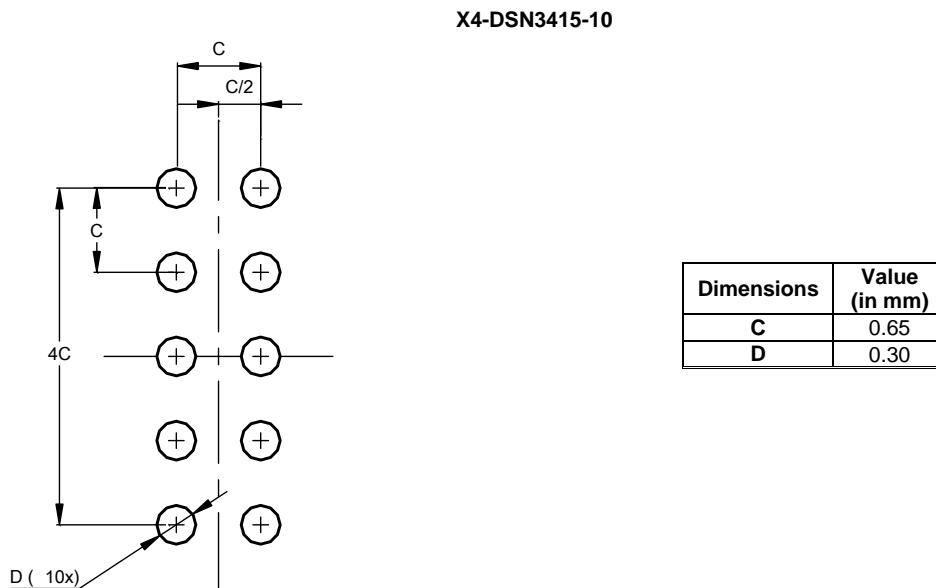 X4-DSN3415-10
C
C/2
C
4C
D ( 10x)
Dimensions Value (in mm)
C 0.65
D 0.30